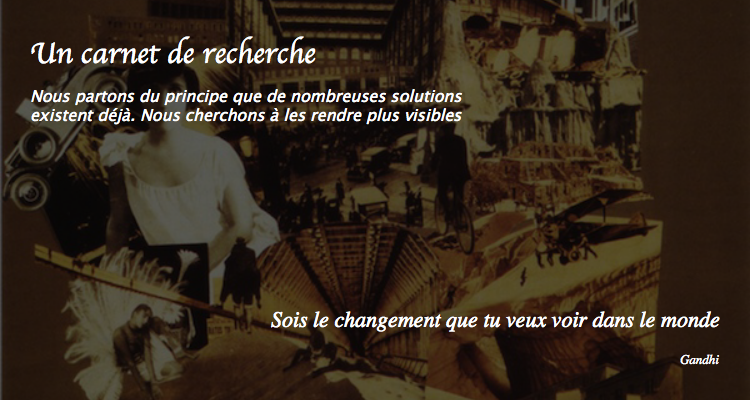 Un carnet de recherche
Nous partons du principe que de nombreuses solutions
existent déjà. Nous cherchons à les rendre plus visibles
Sois le changement que tu veux voir dans le monde
Gandhi